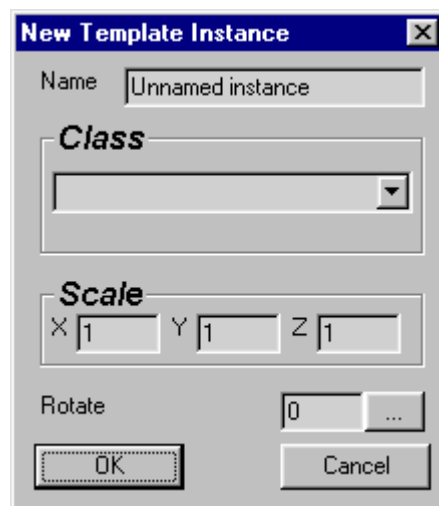 New Template Instance
Name Unnamed instance
Class
Scale
X 1 Y 1 Z 1
Rotate 0 ...
OK Cancel